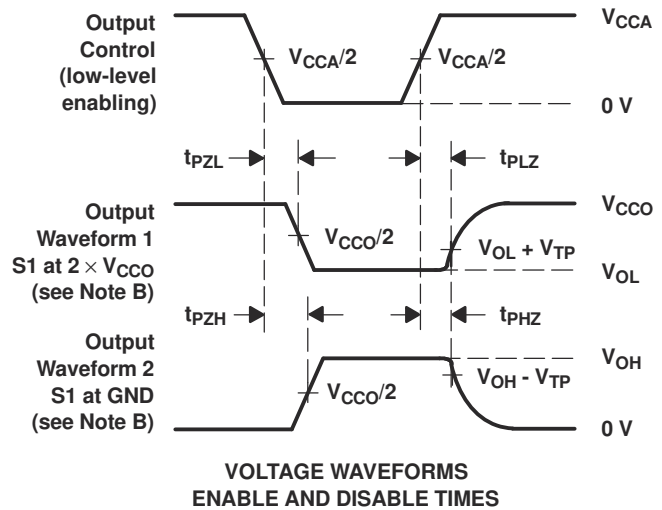 Output
Control
(low-level
enabling)
VCCA/2
VCCA/2
VCCA
0 V
tPZL
tPLZ
Output
Waveform 1
S1 at 2 × VCCO
(see Note B)
VCCO/2
VCCO
VOL + VTP
VOL
tPZH
tPHZ
Output
Waveform 2
S1 at GND
(see Note B)
VCCO/2
VOH
VOH - VTP
0 V
VOLTAGE WAVEFORMS
ENABLE AND DISABLE TIMES